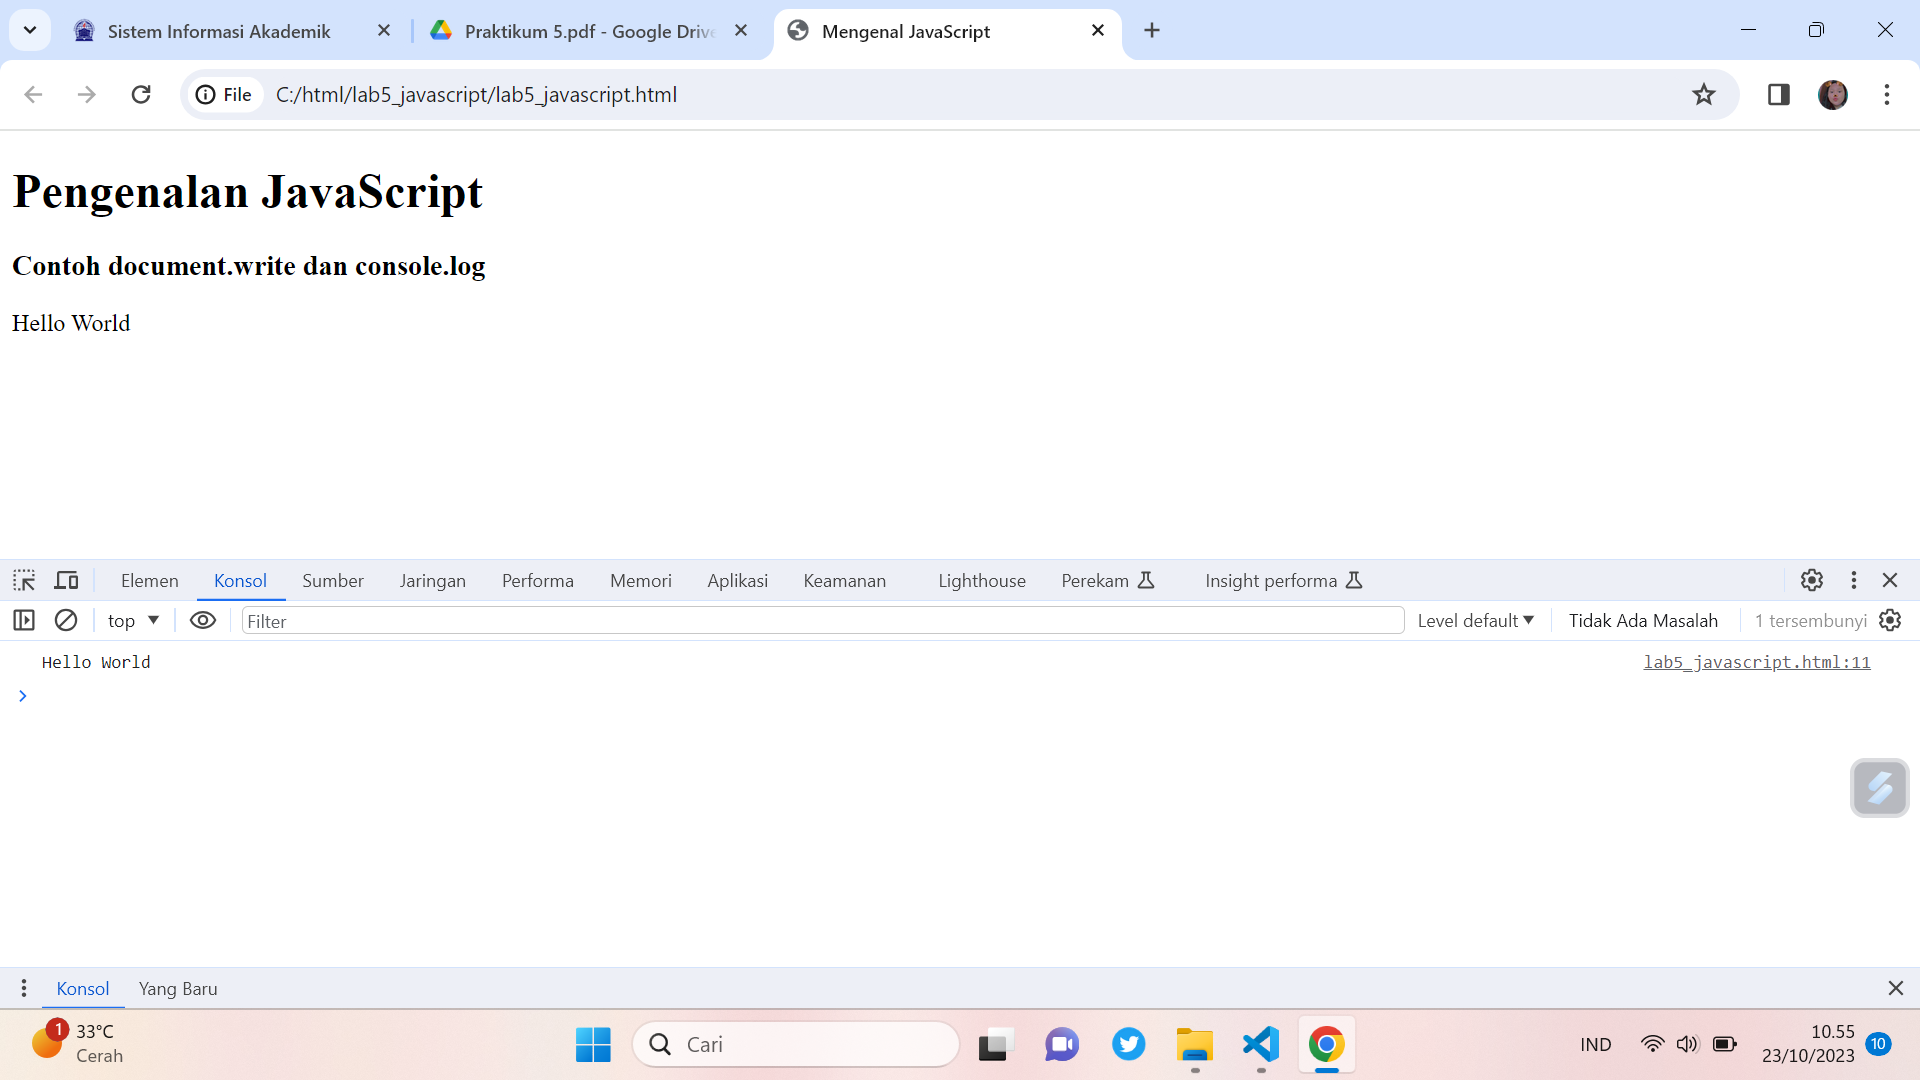 Sistem Informasi Akademik
Praktikum 5.pdf - Google Drive
Mengenal JavaScript
File C:/html/lab5_javascript/lab5_javascript.html
Pengenalan JavaScript
Contoh document.write dan console.log
Hello World
Elemen Konsol Sumber Jaringan Performa Memori Aplikasi Keamanan Lighthouse Perekam Insight performa
top Filter Level default Tidak Ada Masalah 1 tersembunyi
Hello World lab5_javascript.html:11
Konsol Yang Baru
1 33°C
Cerah
Cari
IND
10.55
23/10/2023
10